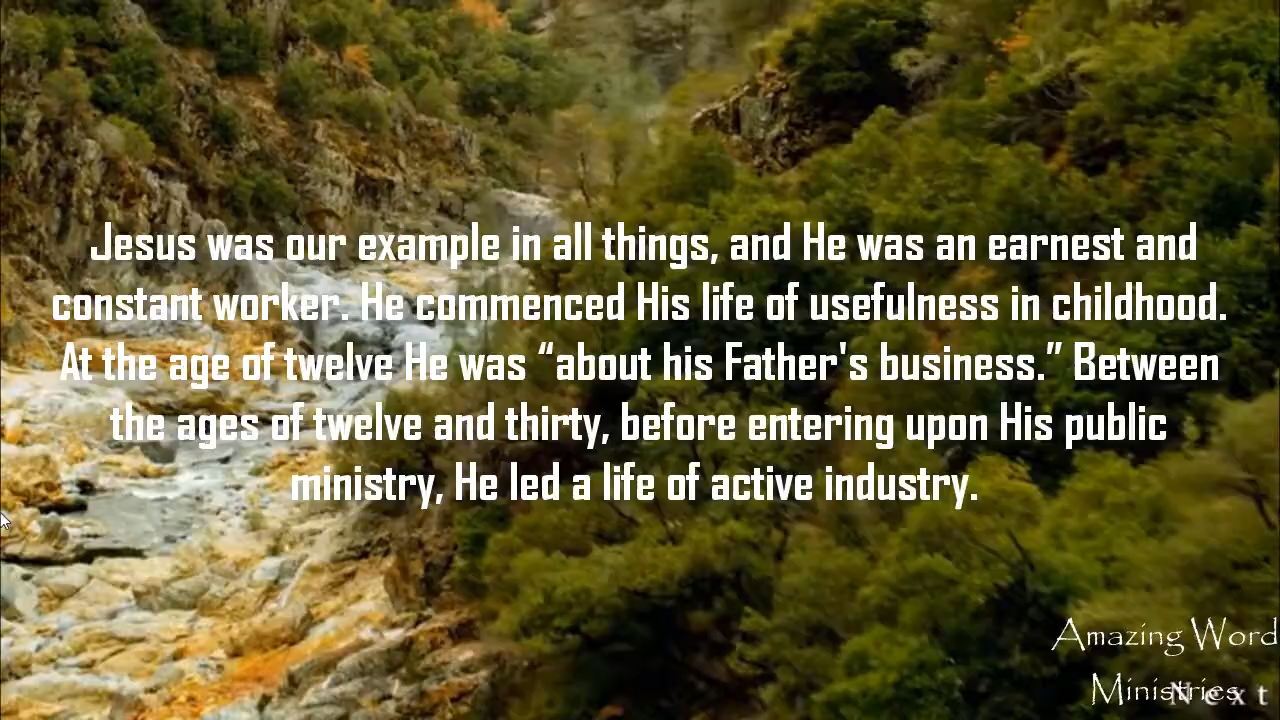 Jesus was our example in all things, and He was an earnest and
constant worker. He commenced His life of usefulness in childhood.
At the age of twelve He was “about his Father's business.” Between
the ages of twelve and thirty, before entering upon His public
ministry, He led a life of active industry.
Amazing Word
Ministries
Next